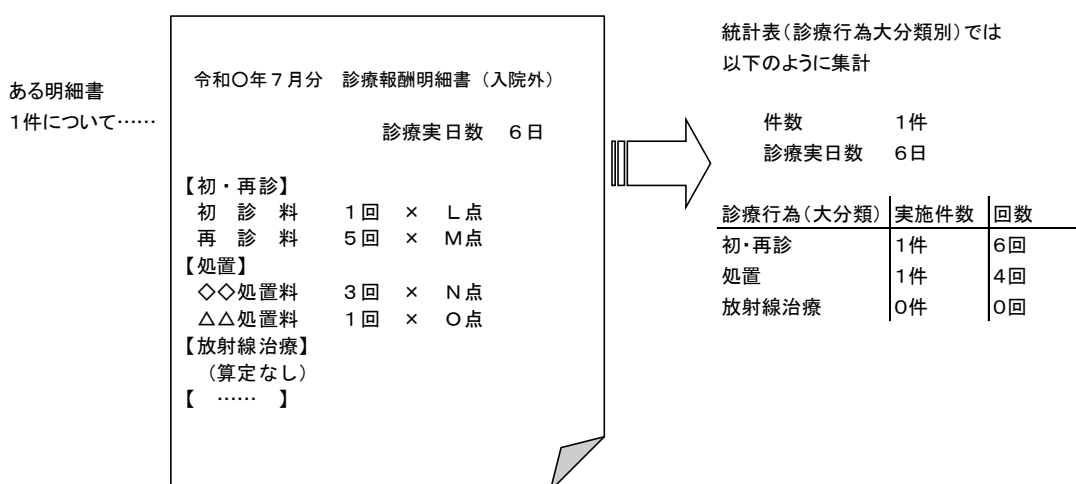 ある明細書
1件について……
令和〇年7月分 診療報酬明細書（入院外）
診療実日数 6日
【初・再診】
初 診 料 1回 × L点
再 診 料 5回 × M点
【処置】
◇◇処置料 3回 × N点
△△処置料 1回 × O点
【放射線治療】
（算定なし）
【 …… 】
統計表（診療行為大分類別）では
以下のように集計
件数 1件
診療実日数 6日
診療行為（大分類） 実施件数 回数
初・再診 1件 6回
処置 1件 4回
放射線治療 0件 0回